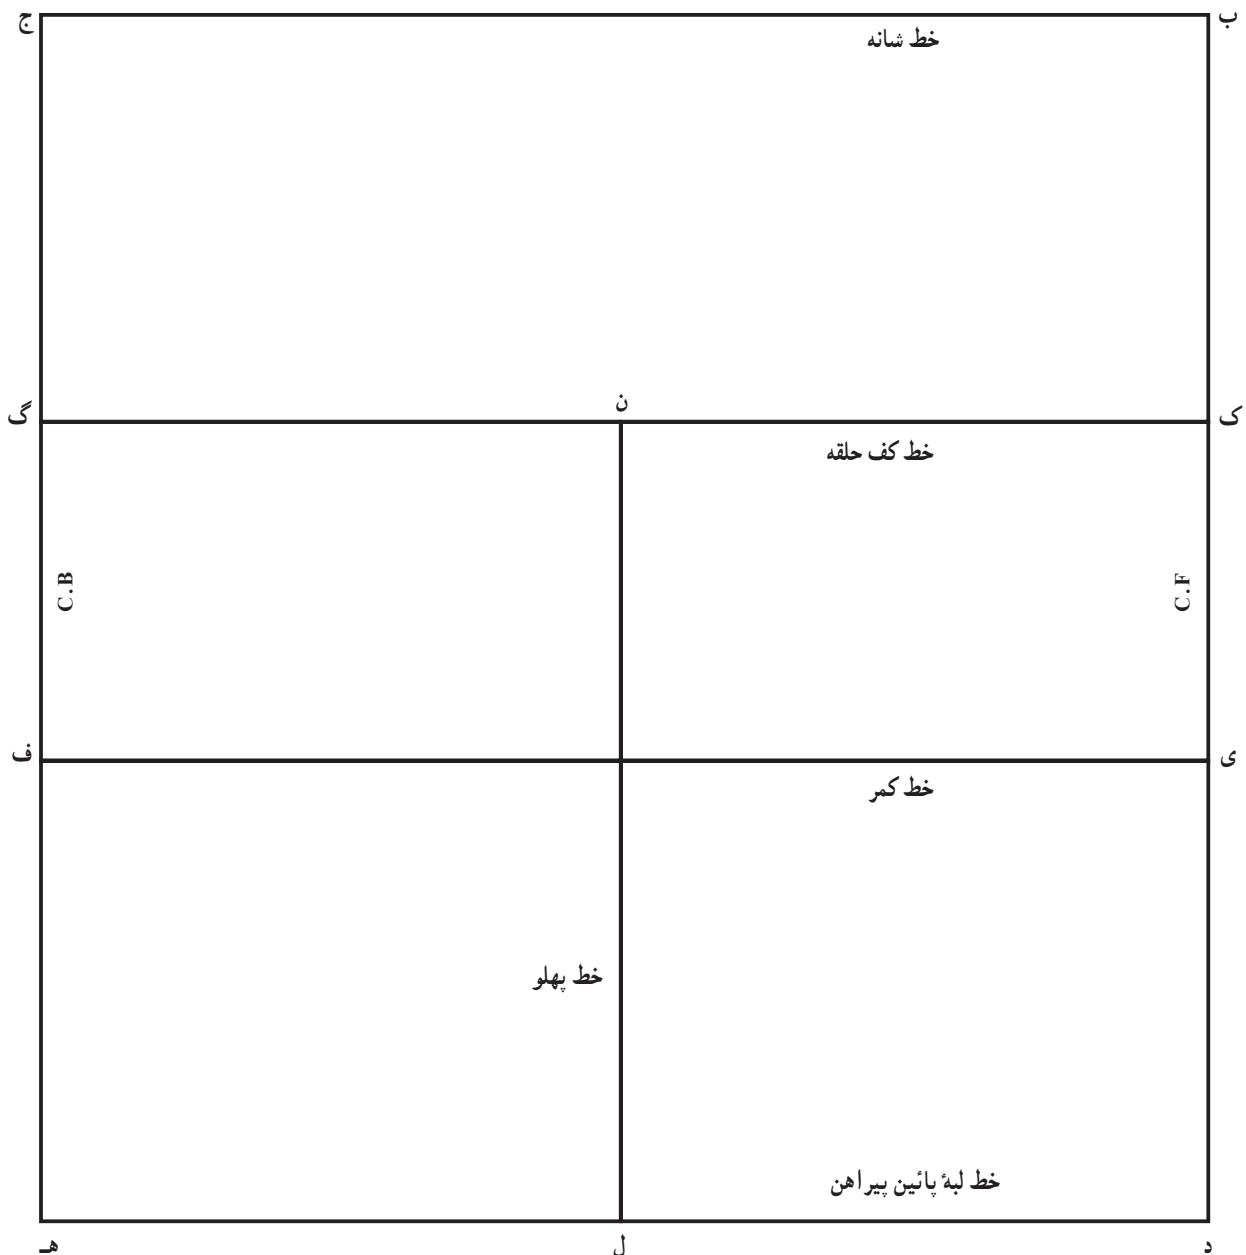 ب
ج
خط شانه
ن
ک
گ
خط کف حلقه
C.F
C.B
ی
ف
خط کمر
خط پهلو
خط لبهٔ پائین پیراهن
د
ل
هـ